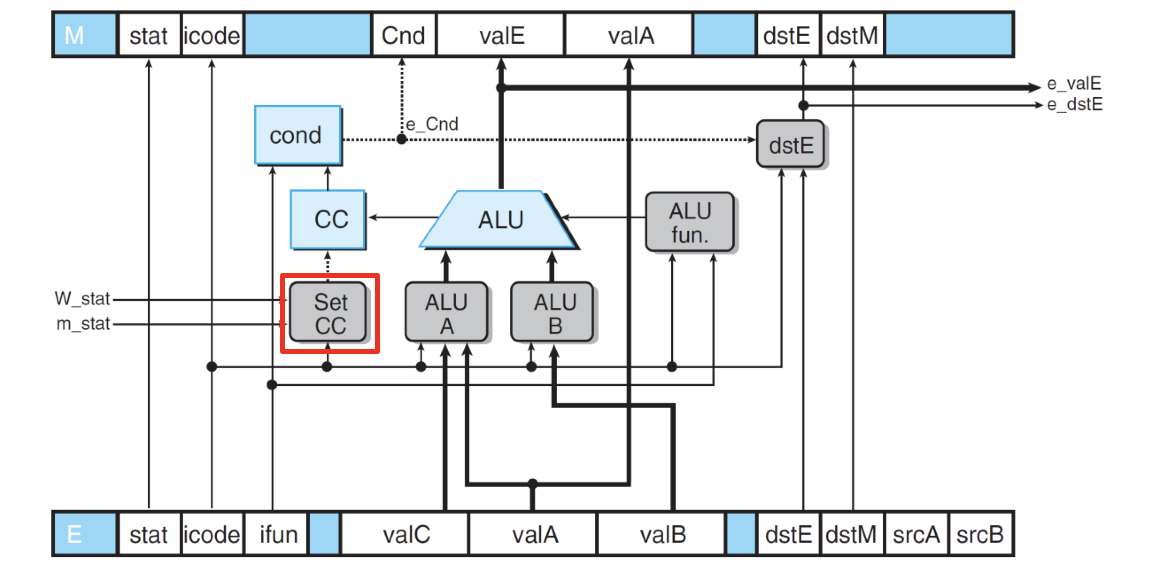 M stat icode Cnd valE valA dstE dstM
e_valE
e_dstE
e_Cnd
cond
dstE
CC
ALU
ALU
fun.
W_stat
m_stat
Set
CC
ALU
A
ALU
B
E stat icode ifun valC valA valB dstE dstM srcA srcB